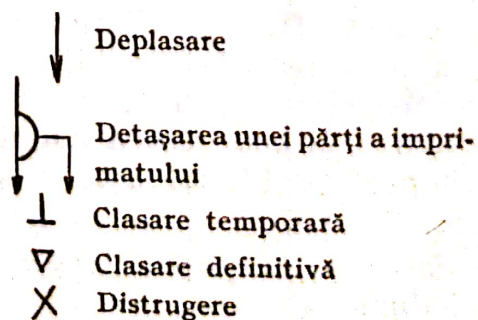 Deplasare
Detaşarea unei părţi a impri-
matului
Clasare temporară
Clasare definitivă
Distrugere